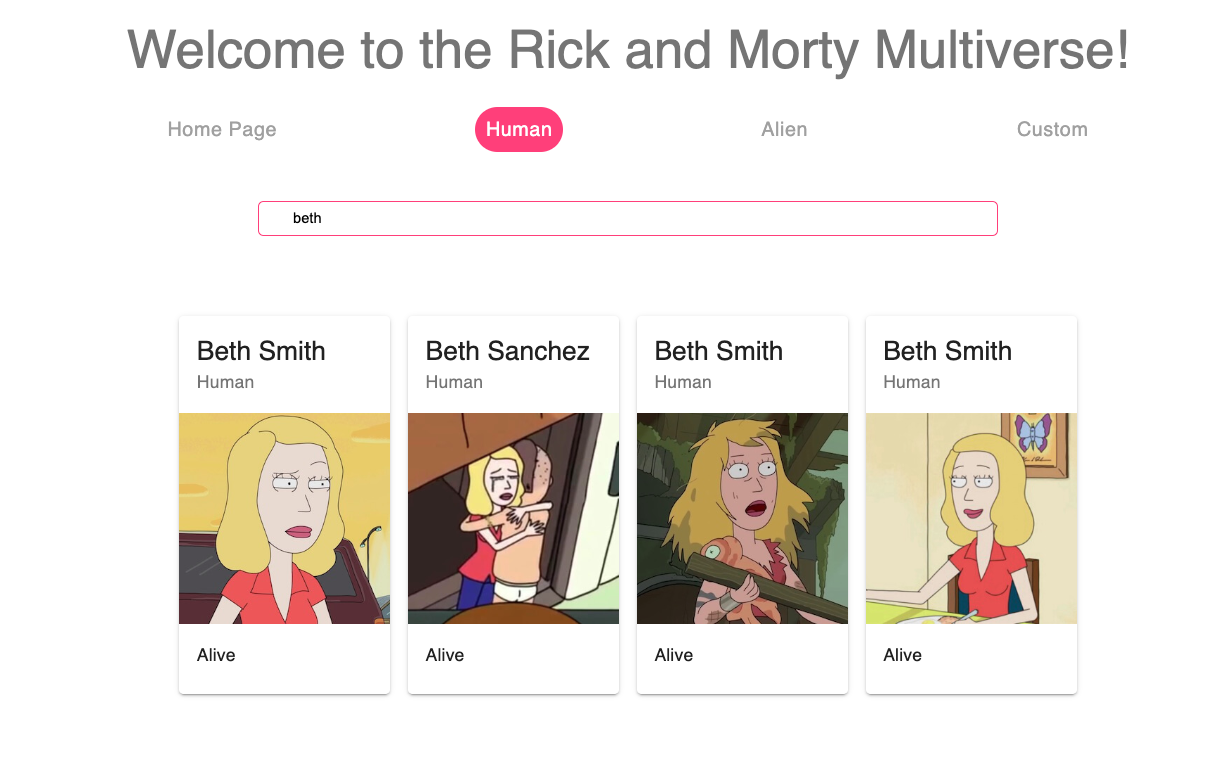 Welcome to the Rick and Morty Multiverse!
Home Page Human Alien Custom
beth
Beth Smith
Human
Alive
Beth Sanchez
Human
Alive
Beth Smith
Human
Alive
Beth Smith
Human
Alive